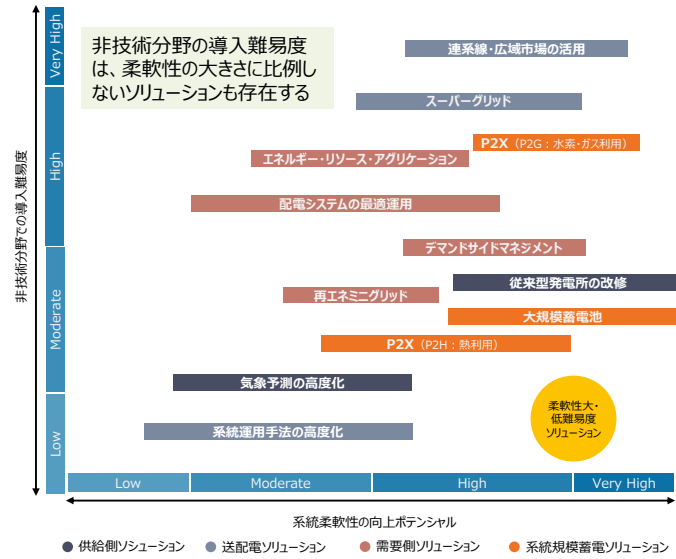 非技術分野の導入難易度
は、柔軟性の大きさに比例し
ないソリューションも存在する
連系線・広域市場の活用
スーパーグリッド
P2X（P2G：水素・ガス利用）
エネルギー・リソース・アグリケーション
配電システムの最適運用
デマンドサイドマネジメント
従来型発電所の改修
再エネミニグリッド
大規模蓄電池
P2X（P2H：熱利用）
気象予測の高度化
系統運用手法の高度化
柔軟性大・
低難易度
ソリューション
非技術分野での導入難易度
Very High
High
Moderate
Low
Low
Moderate
High
Very High
系統柔軟性の向上ポテンシャル
供給側ソシューション
送配電ソリューション
需要側ソリューション
系統規模蓄電ソリューション